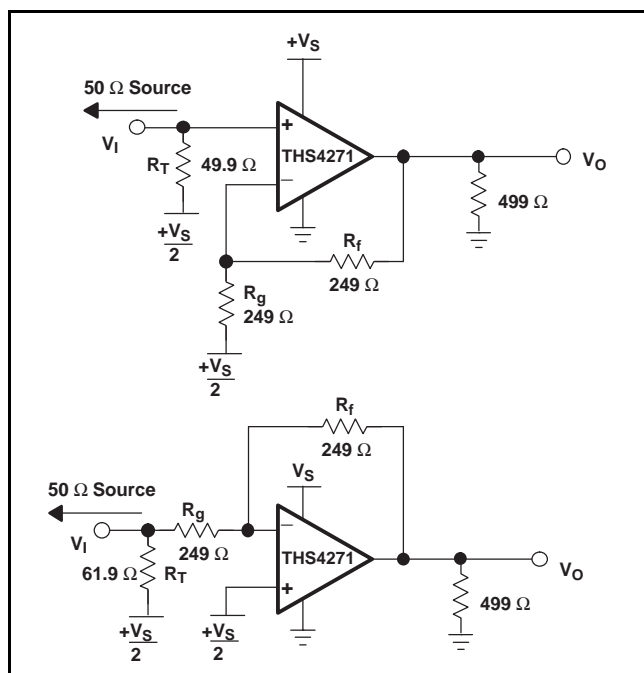 +VS
50 Ω Source
VI
+
THS4271
RT
49.9 Ω
−
VO
499 Ω
+VS
2
Rf
249 Ω
Rg
249 Ω
+VS
2
Rf
249 Ω
VS
50 Ω Source
Rg
VI
249 Ω
−
THS4271
VO
61.9 Ω
RT
+
499 Ω
+VS
2
+VS
2